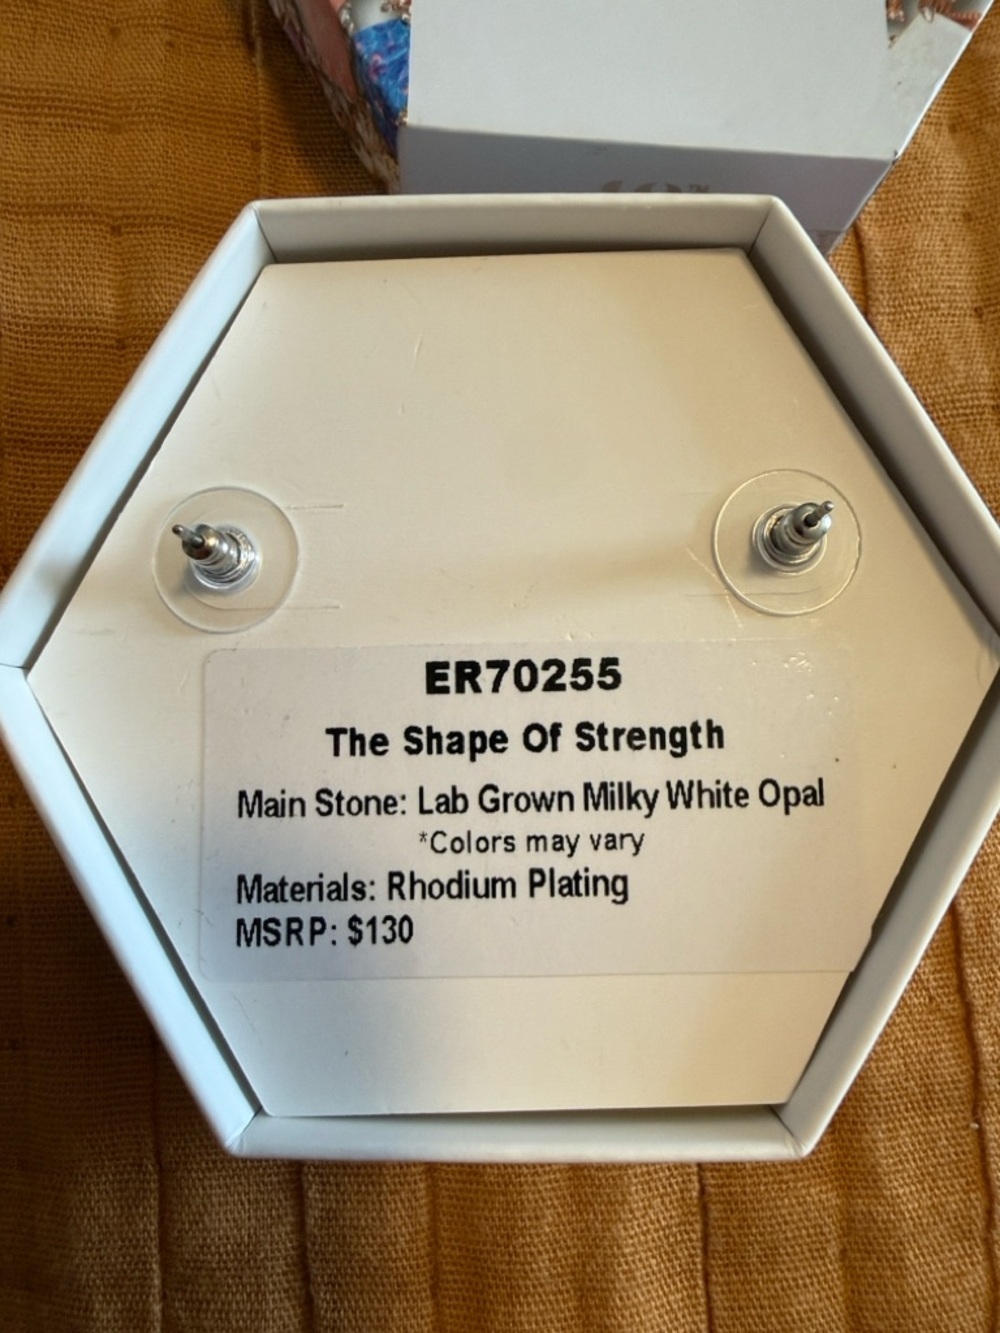 ER70255
The Shape Of Strength
Main Stone: Lab Grown Milky White Opal
*Colors may vary
Materials: Rhodium Plating
MSRP: $130